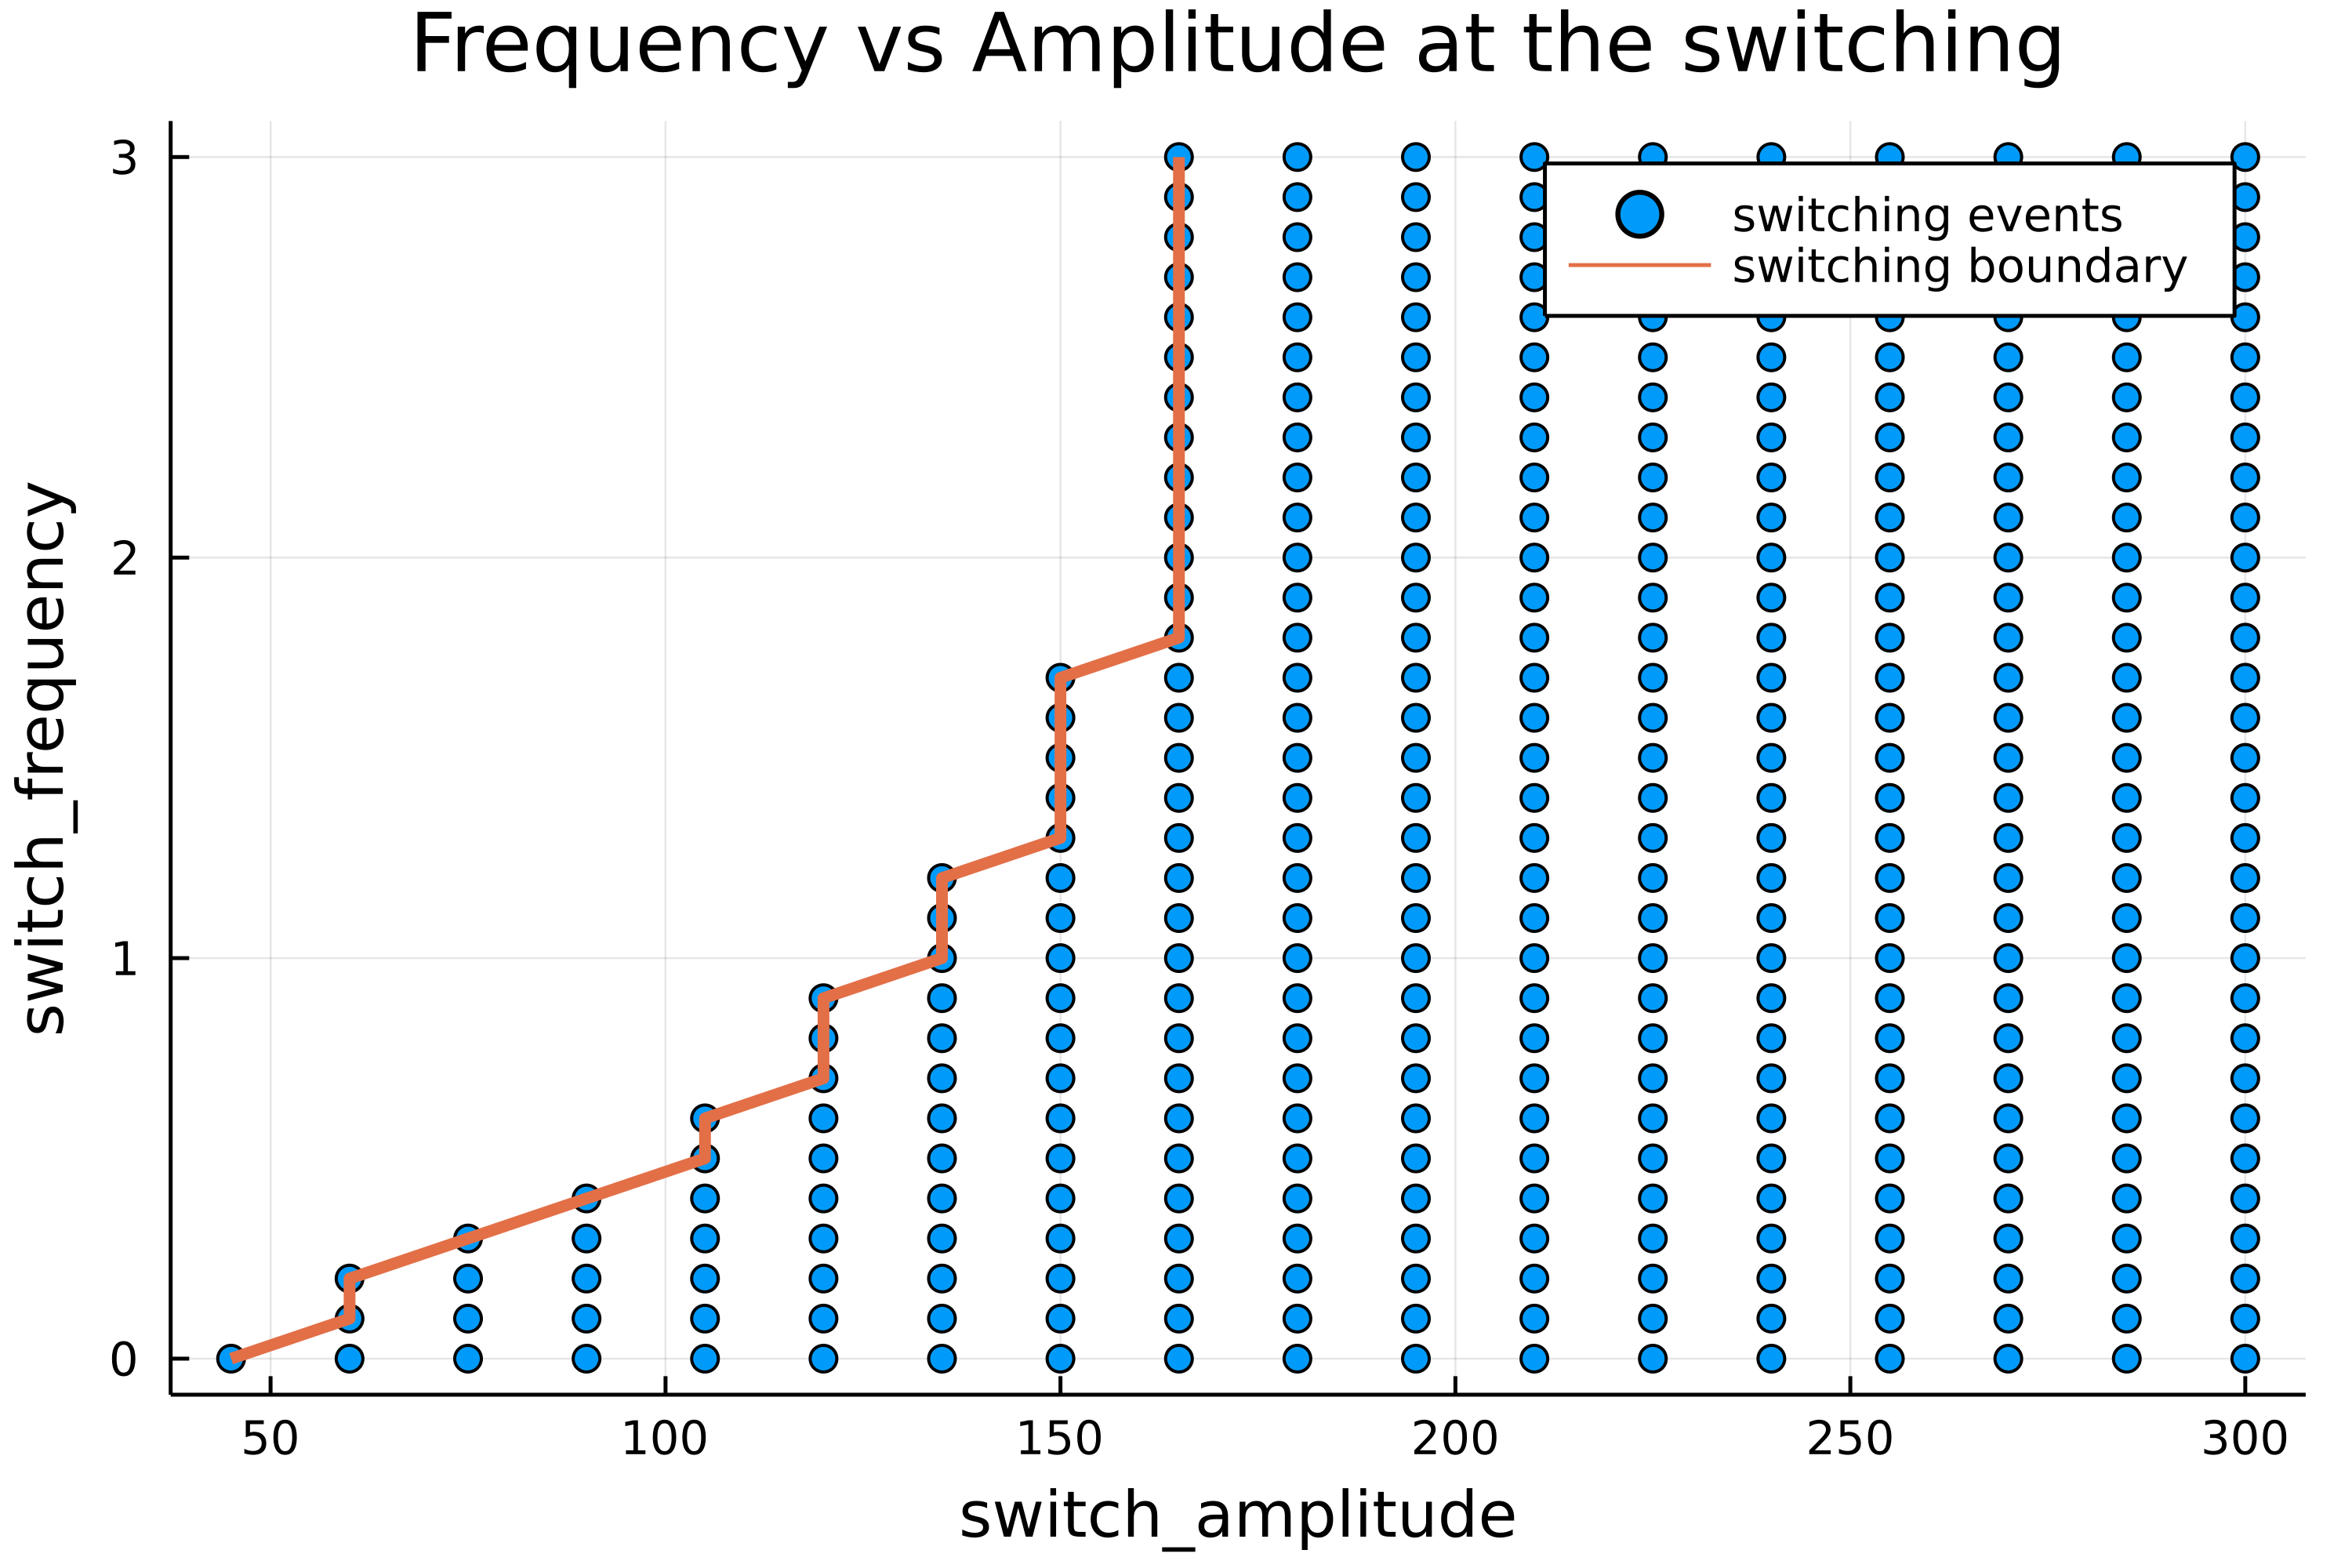 Frequency vs Amplitude at the switching
switching events
switching boundary
3
2
1
0
switch_frequency
50 100 150 200 250 300
switch_amplitude